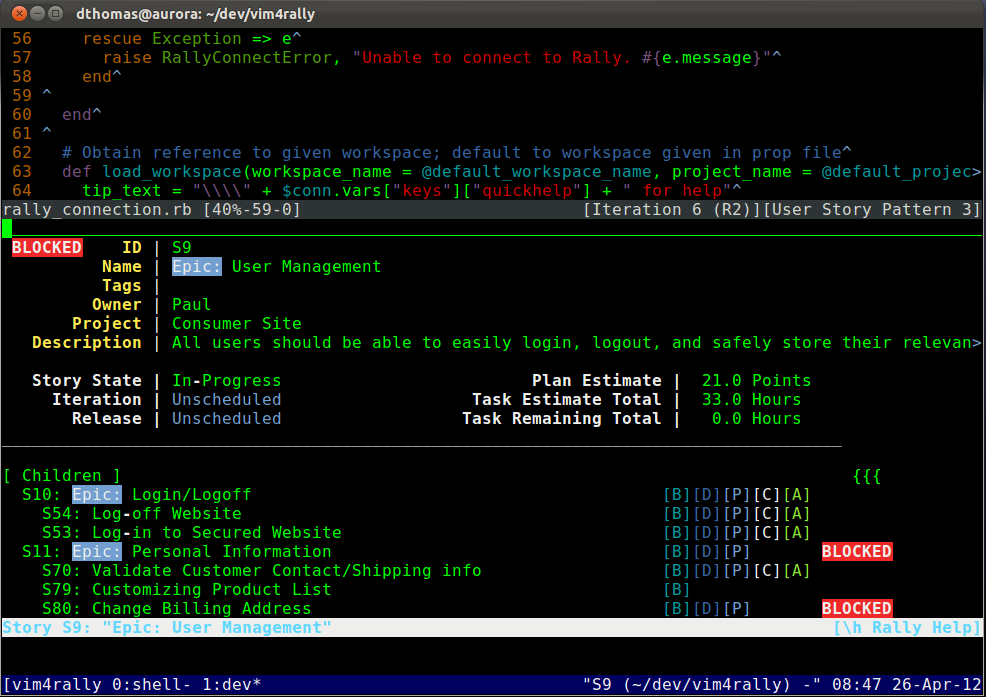 dthomas@aurora: ~/dev/vim4rally
56 rescue Exception => e^
57 raise RallyConnectError, "Unable to connect to Rally. #{e.message}"^
58 end^
59 ^
60 end^
61 ^
62 # Obtain reference to given workspace; default to workspace given in prop file^
63 def load_workspace(workspace_name = @default_workspace_name, project_name = @default_projec>
64 tip_text = "\\\\" + $conn.vars["keys"]["quickhelp"] + " for help"^
rally_connection.rb [40%-59-0] [Iteration 6 (R2)][User Story Pattern 3]
BLOCKED ID | S9
Name | Epic: User Management
Tags |
Owner | Paul
Project | Consumer Site
Description | All users should be able to easily login, logout, and safely store their relevan>
Story State | In-Progress Plan Estimate | 21.0 Points
Iteration | Unscheduled Task Estimate Total | 33.0 Hours
Release | Unscheduled Task Remaining Total | 0.0 Hours
[ Children ] {{{
S10: Epic: Login/Logoff [B][D][P][C][A]
S54: Log-off Website [B][D][P][C][A]
S53: Log-in to Secured Website [B][D][P][C][A]
S11: Epic: Personal Information [B][D][P] BLOCKED
S70: Validate Customer Contact/Shipping info [B][D][P][C][A]
S79: Customizing Product List [B]
S80: Change Billing Address [B][D][P] BLOCKED
Story S9: "Epic: User Management" [\h Rally Help]
[vim4rally 0:shell- 1:dev* "S9 (~/dev/vim4rally) -" 08:47 26-Apr-12